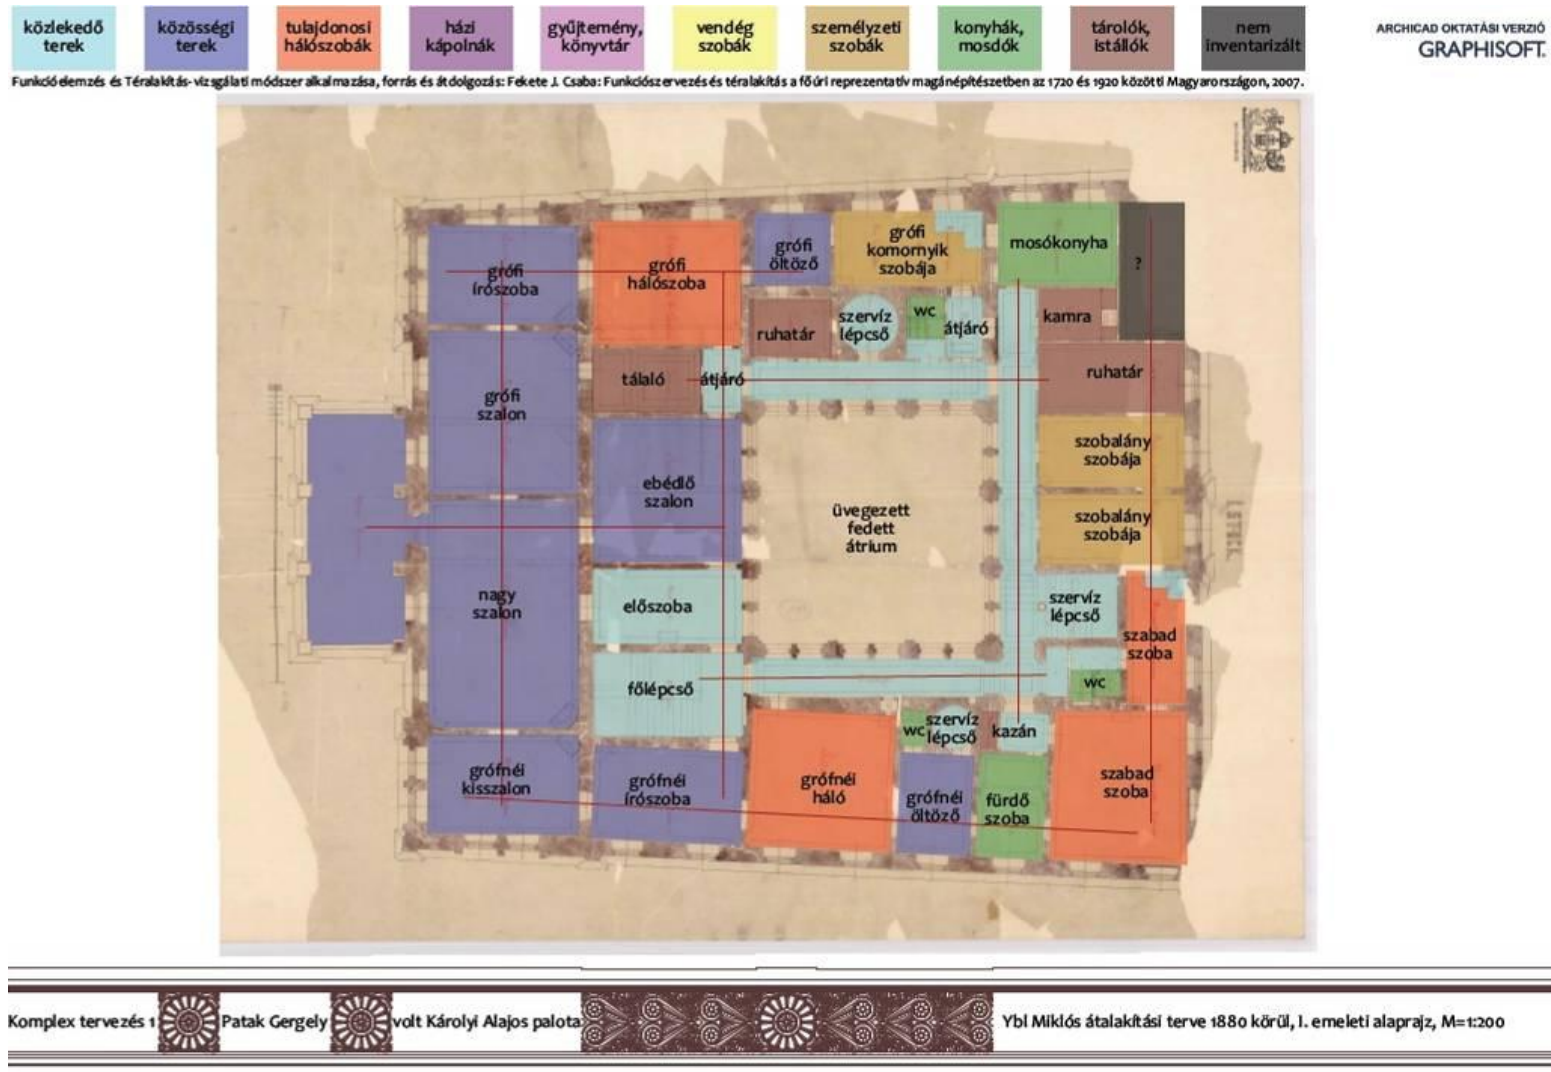 közlekedő
terek
közösségi
terek
tulajdonosi
hálószobák
házi
kápolnák
gyűjtemény,
könyvtár
vendég
szobák
személyzeti
szobák
konyhák,
mosdók
tárolók,
istállók
nem
inventarizált
ARCHICAD OKTATÁSI VERZIÓ
GRAPHISOFT.
Funkcióelemzés és Téralakítás-vizsgálati módszer alkalmazása, forrás és átdolgozás: Fekete J. Csaba: Funkciószervezés és téralakítás a főúri reprezentatív magánépítészetben az 1720 és 1920 közötti Magyarországon, 2007.
grófi
írószoba
grófi
hálószoba
grófi
öltöző
grófi
komornyik
szobája
mosókonyha
?
ruhatár
szervíz
lépcső
wc
átjáró
kamra
grófi
szalon
tálaló
átjáró
ruhatár
szobalány
szobája
ebédlő
szalon
üvegezett
fedett
átrium
szobalány
szobája
nagy
szalon
előszoba
szervíz
lépcső
szabad
szoba
főlépcső
wc
grófnéi
kisszalon
grófnéi
írószoba
grófnéi
háló
wc
szervíz
lépcső
kazán
grófnéi
öltöző
fürdő
szoba
szabad
szoba
Komplex tervezés 1
Patak Gergely
volt Károlyi Alajos palota
Ybl Miklós átalakítási terve 1880 körül, I. emeleti alaprajz, M=1:200